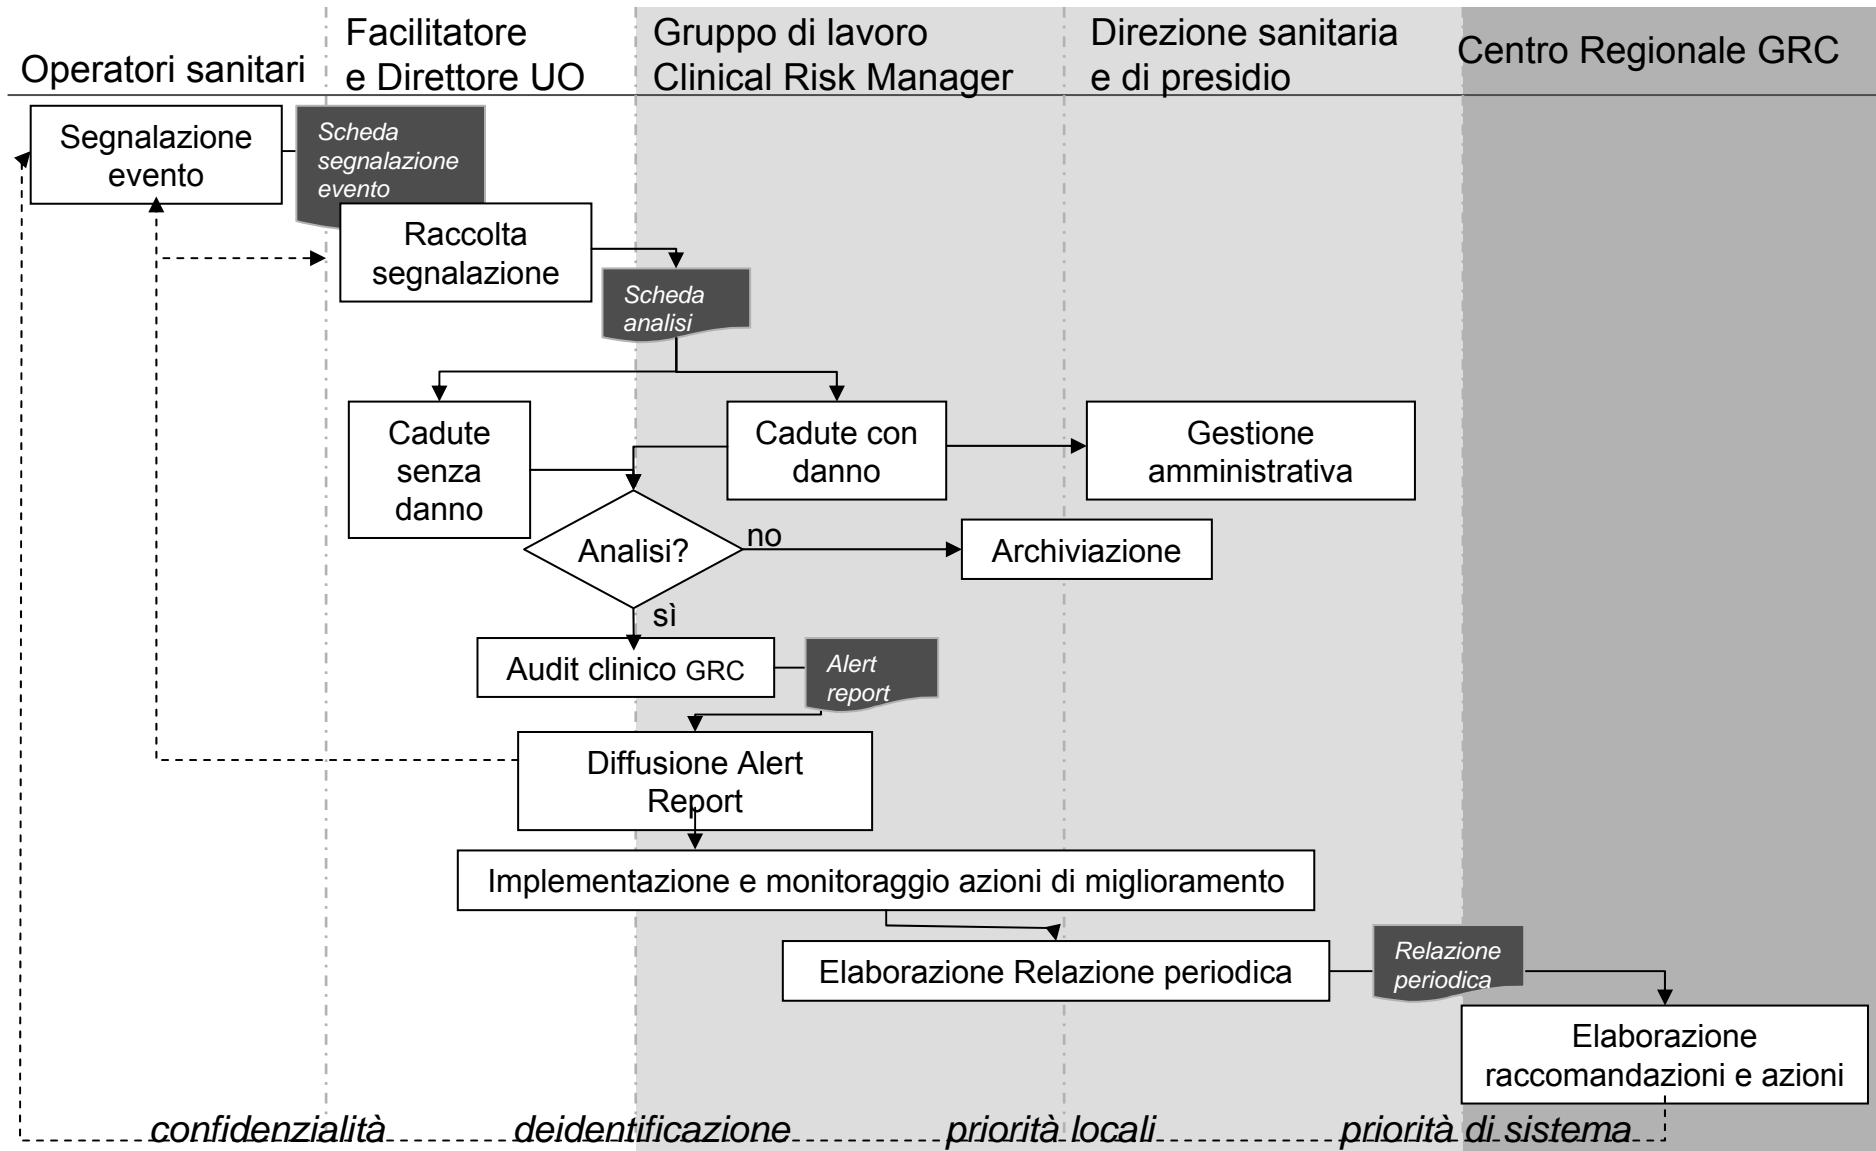 Operatori sanitari
Facilitatore
e Direttore UO
Gruppo di lavoro
Clinical Risk Manager
Direzione sanitaria
e di presidio
Centro Regionale GRC
Segnalazione
evento
Scheda
segnalazione
evento
Raccolta
segnalazione
Scheda
analisi
Cadute
senza
danno
Cadute con
danno
Gestione
amministrativa
Analisi?
no
Archiviazione
sì
Audit clinico GRC
Alert
report
Diffusione Alert
Report
Implementazione e monitoraggio azioni di miglioramento
Elaborazione Relazione periodica
Relazione
periodica
Elaborazione
raccomandazioni e azioni
confidenzialità
deidentificazione
priorità locali
priorità di sistema